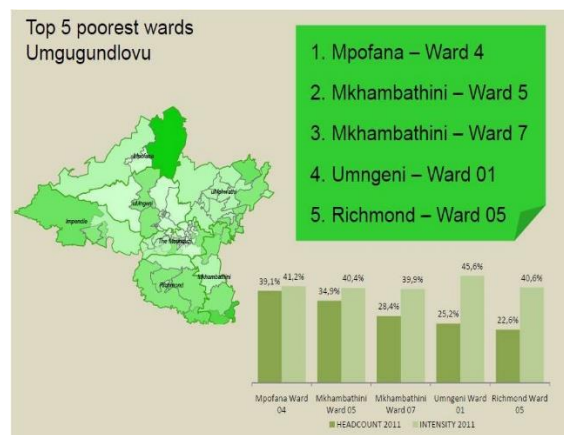 Top 5 poorest wards
Umgugundlovu
1. Mpofana – Ward 4
2. Mkhambathini – Ward 5
3. Mkhambathini – Ward 7
4. Umngeni – Ward 01
5. Richmond – Ward 05
Mpofana
uMngeni
Impendle
Richmond
Mkhambathini
39,1%
41,2%
34,9%
40,4%
28,4%
39,9%
25,2%
45,6%
22,6%
40,6%
Mpofana Ward
04
Mkhambathini
Ward 05
Mkhambathini
Ward 07
Umngeni Ward
01
Richmond Ward
05
HEADCOUNT 2011
INTENSITY 2011